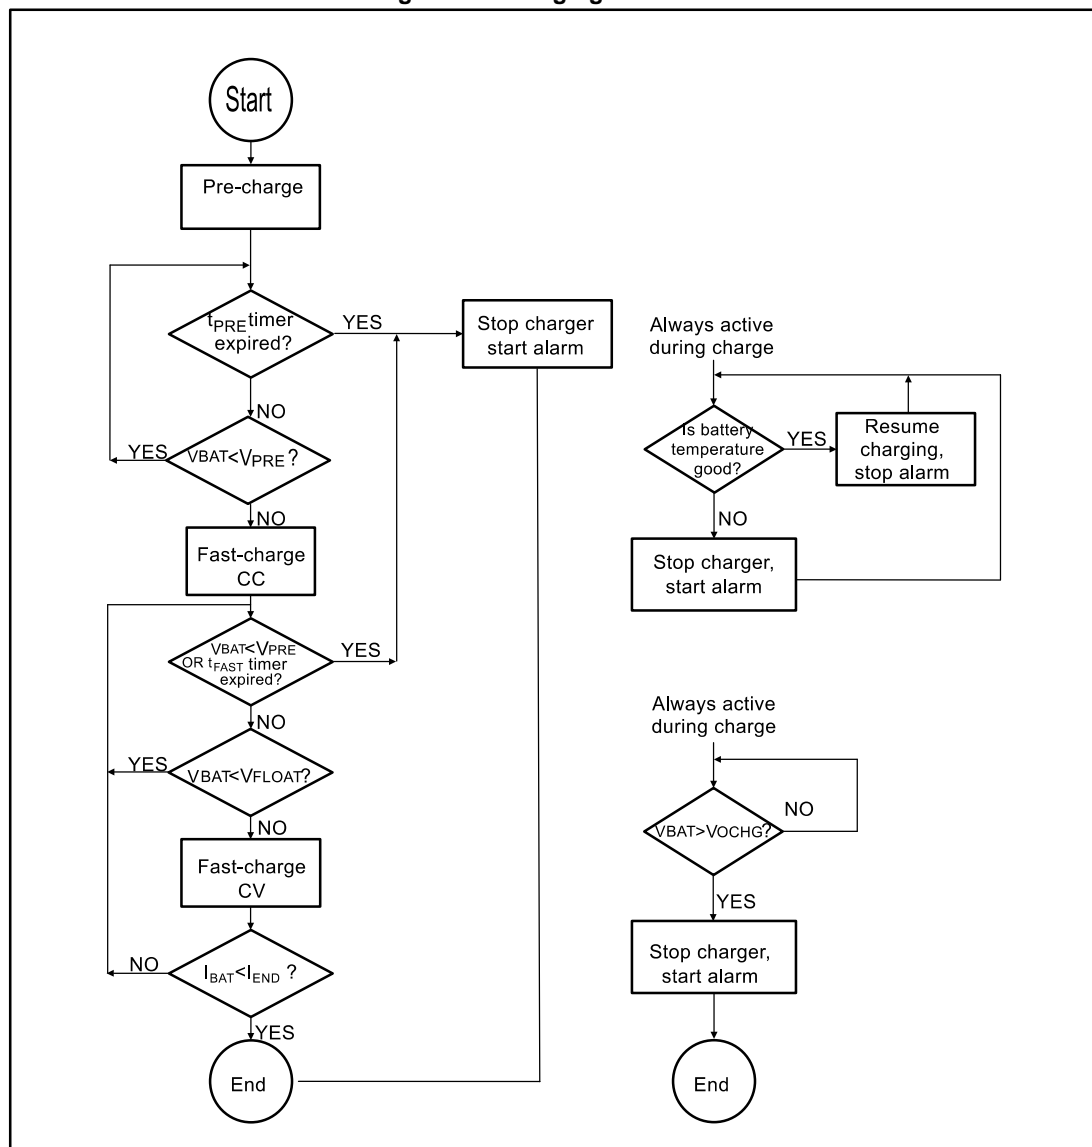 Start
Pre-charge
tPRE timer
expired?
YES
NO
Stop charger
start alarm
VBAT<VPRE ?
YES
NO
Fast-charge
CC
VBAT<VPRE
OR tFAST timer
expired?
YES
NO
VBAT<VFLOAT?
YES
NO
Fast-charge
CV
IBAT<IEND ?
NO
YES
End
Always active
during charge
Is battery
temperature
good?
YES
Resume
charging,
stop alarm
NO
Stop charger,
start alarm
Always active
during charge
VBAT>VOCHG?
NO
YES
Stop charger,
start alarm
End